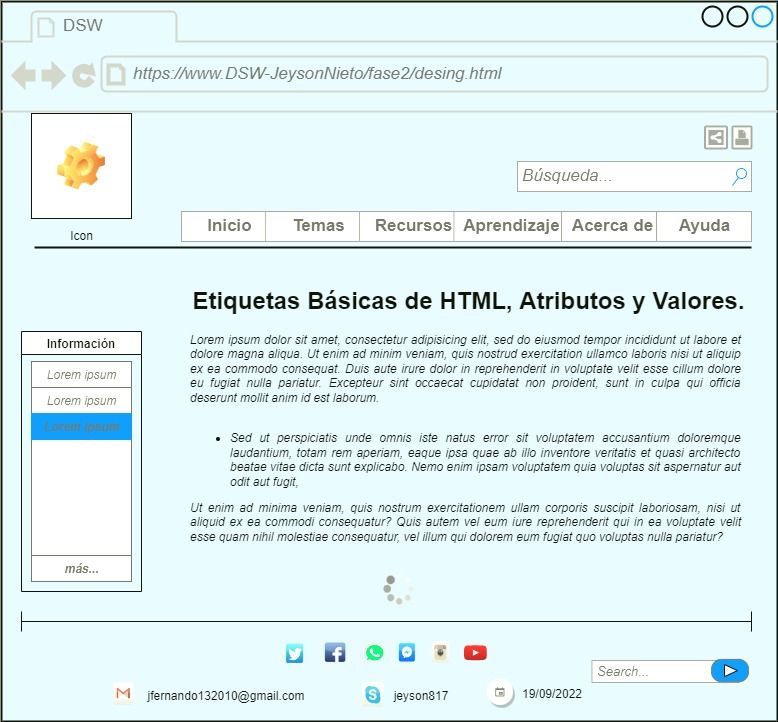 DSW
https://www.DSW-JeysonNieto/fase2/desing.html
Búsqueda...
Icon
Inicio Temas Recursos Aprendizaje Acerca de Ayuda
Etiquetas Básicas de HTML, Atributos y Valores.
Información
Lorem ipsum
Lorem ipsum
Lorem ipsum
más...
Lorem ipsum dolor sit amet, consectetur adipisicing elit, sed do eiusmod tempor incididunt ut labore et
dolore magna aliqua. Ut enim ad minim veniam, quis nostrud exercitation ullamco laboris nisi ut aliquip
ex ea commodo consequat. Duis aute irure dolor in reprehenderit in voluptate velit esse cillum dolore
eu fugiat nulla pariatur. Excepteur sint occaecat cupidatat non proident, sunt in culpa qui officia
deserunt mollit anim id est laborum.
• Sed ut perspiciatis unde omnis iste natus error sit voluptatem accusantium doloremque
laudantium, totam rem aperiam, eaque ipsa quae ab illo inventore veritatis et quasi architecto
beatae vitae dicta sunt explicabo. Nemo enim ipsam voluptatem quia voluptas sit aspernatur aut
odit aut fugit,
Ut enim ad minima veniam, quis nostrum exercitationem ullam corporis suscipit laboriosam, nisi ut
aliquid ex ea commodi consequatur? Quis autem vel eum iure reprehenderit qui in ea voluptate velit
esse quam nihil molestiae consequatur, vel illum qui dolorem eum fugiat quo voluptas nulla pariatur?
Search...
jfernando132010@gmail.com
jeyson817
19/09/2022